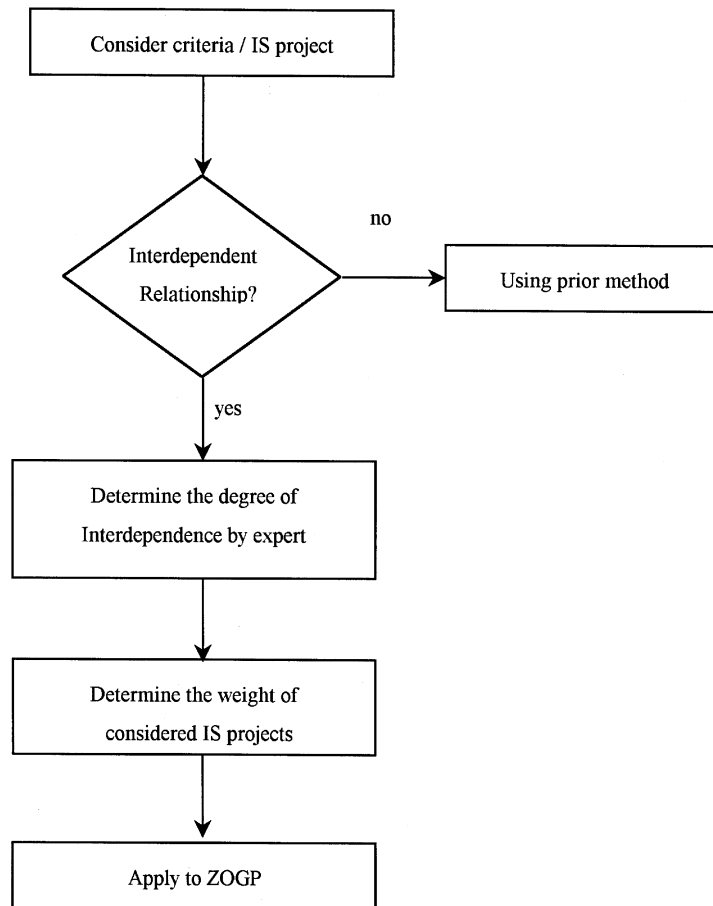 Consider criteria / IS project
Interdependent
Relationship?
no
Using prior method
yes
Determine the degree of
Interdependence by expert
Determine the weight of
considered IS projects
Apply to ZOGP